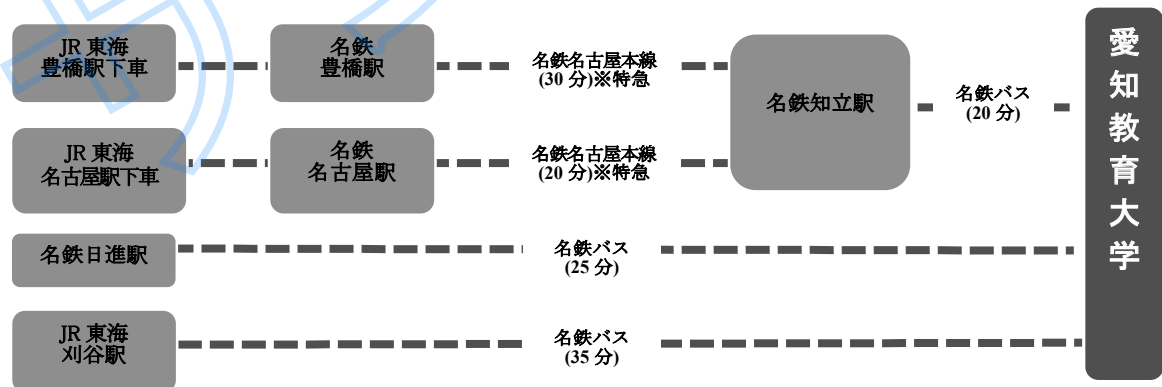 JR 東海
豊橋駅下車
名鉄
豊橋駅
名鉄名古屋本線
(30 分)※特急
JR 東海
名古屋駅下車
名鉄
名古屋駅
名鉄名古屋本線
(20 分)※特急
名鉄知立駅
名鉄バス
(20 分)
名鉄日進駅
名鉄バス
(25 分)
JR 東海
刈谷駅
名鉄バス
(35 分)
愛知教育大学